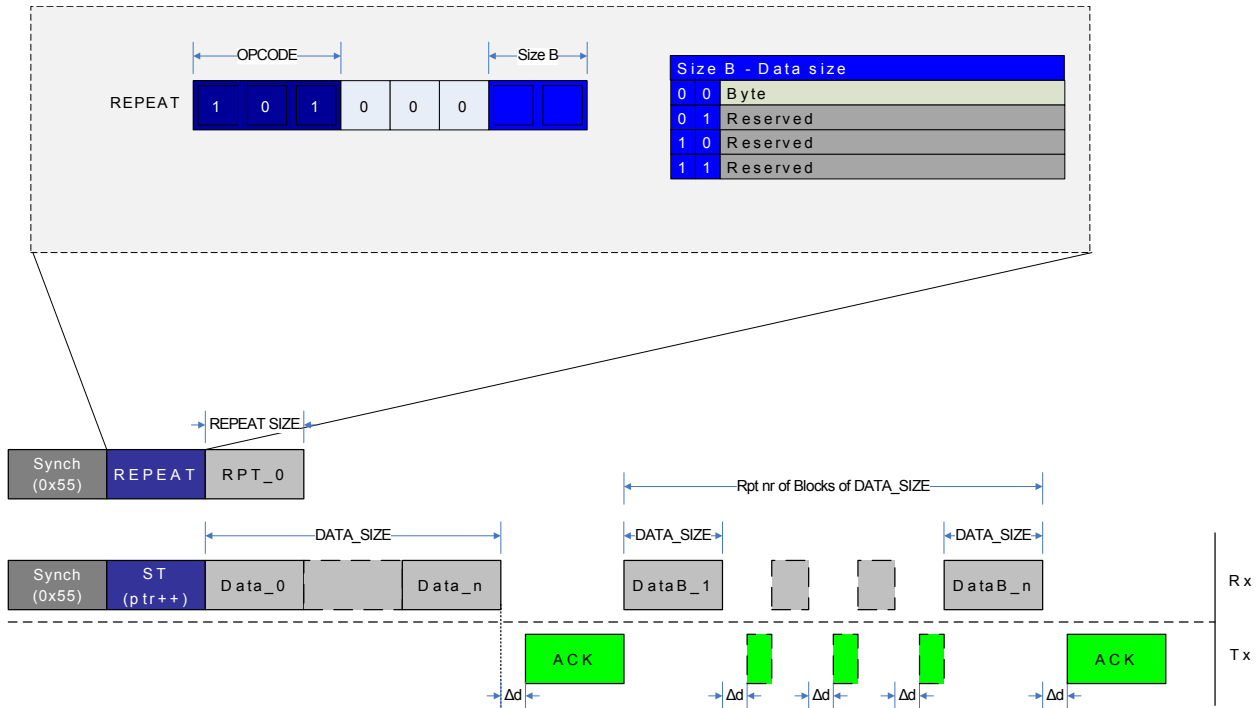 OPCODE
Size B
REPEAT
1 0 1 0 0 0
Size B - Data size
0 0 Byte
0 1 Reserved
1 0 Reserved
1 1 Reserved
REPEAT SIZE
Synch
(0x55)
REPEAT
RPT_0
Rpt nr of Blocks of DATA_SIZE
DATA_SIZE
DATA_SIZE
DATA_SIZE
Synch
(0x55)
ST
(ptr++)
Data_0
Data_n
DataB_1
DataB_n
Rx
ACK
ACK
Tx
Δd
Δd
Δd
Δd
Δd